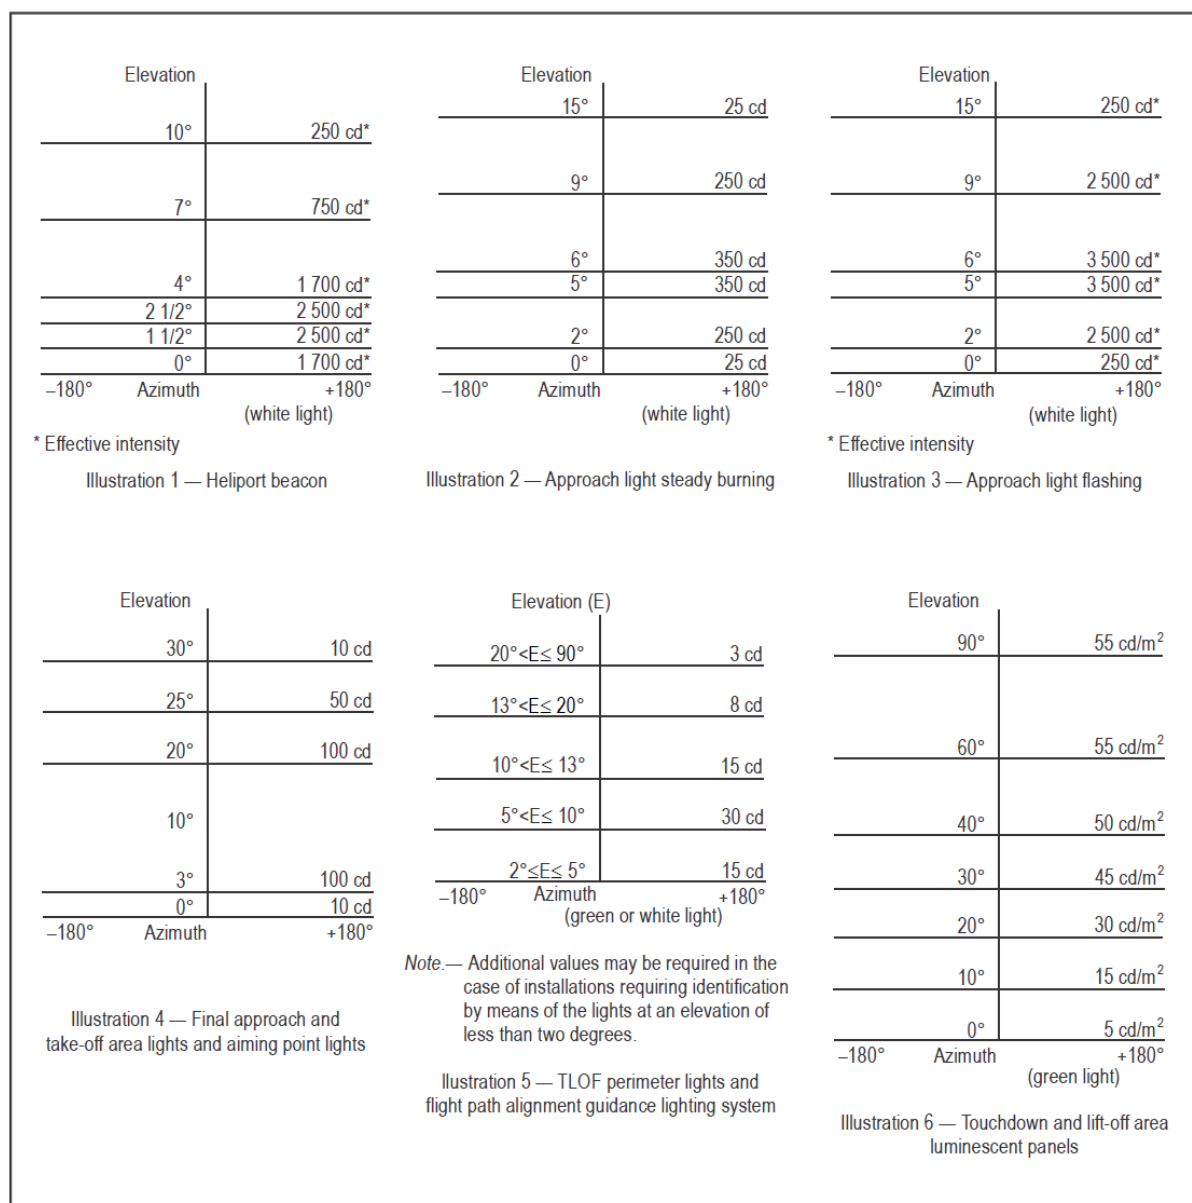 Elevation
10° 250 cd*
7° 750 cd*
4° 1 700 cd*
2 1/2° 2 500 cd*
1 1/2° 2 500 cd*
0° 1 700 cd*
–180° Azimuth +180°
(white light)
* Effective intensity
Illustration 1 — Heliport beacon
Elevation
15° 25 cd
9° 250 cd
6° 350 cd
5° 350 cd
2° 250 cd
0° 25 cd
–180° Azimuth +180°
(white light)
Illustration 2 — Approach light steady burning
Elevation
15° 250 cd*
9° 2 500 cd*
6° 3 500 cd*
5° 3 500 cd*
2° 2 500 cd*
0° 250 cd*
–180° Azimuth +180°
(white light)
* Effective intensity
Illustration 3 — Approach light flashing
Elevation
30° 10 cd
25° 50 cd
20° 100 cd
10°
3° 100 cd
0° 10 cd
–180° Azimuth +180°
Illustration 4 — Final approach and
take-off area lights and aiming point lights
Elevation (E)
20°<E≤ 90° 3 cd
13°<E≤ 20° 8 cd
10°<E≤ 13° 15 cd
5°<E≤ 10° 30 cd
2°≤E≤ 5° 15 cd
–180° Azimuth +180°
(green or white light)
Note.— Additional values may be required in the
case of installations requiring identification
by means of the lights at an elevation of
less than two degrees.
llustration 5 — TLOF perimeter lights and
flight path alignment guidance lighting system
Elevation
90° 55 cd/m²
60° 55 cd/m²
40° 50 cd/m²
30° 45 cd/m²
20° 30 cd/m²
10° 15 cd/m²
0° 5 cd/m²
–180° Azimuth +180°
(green light)
Illustration 6 — Touchdown and lift-off area
luminescent panels